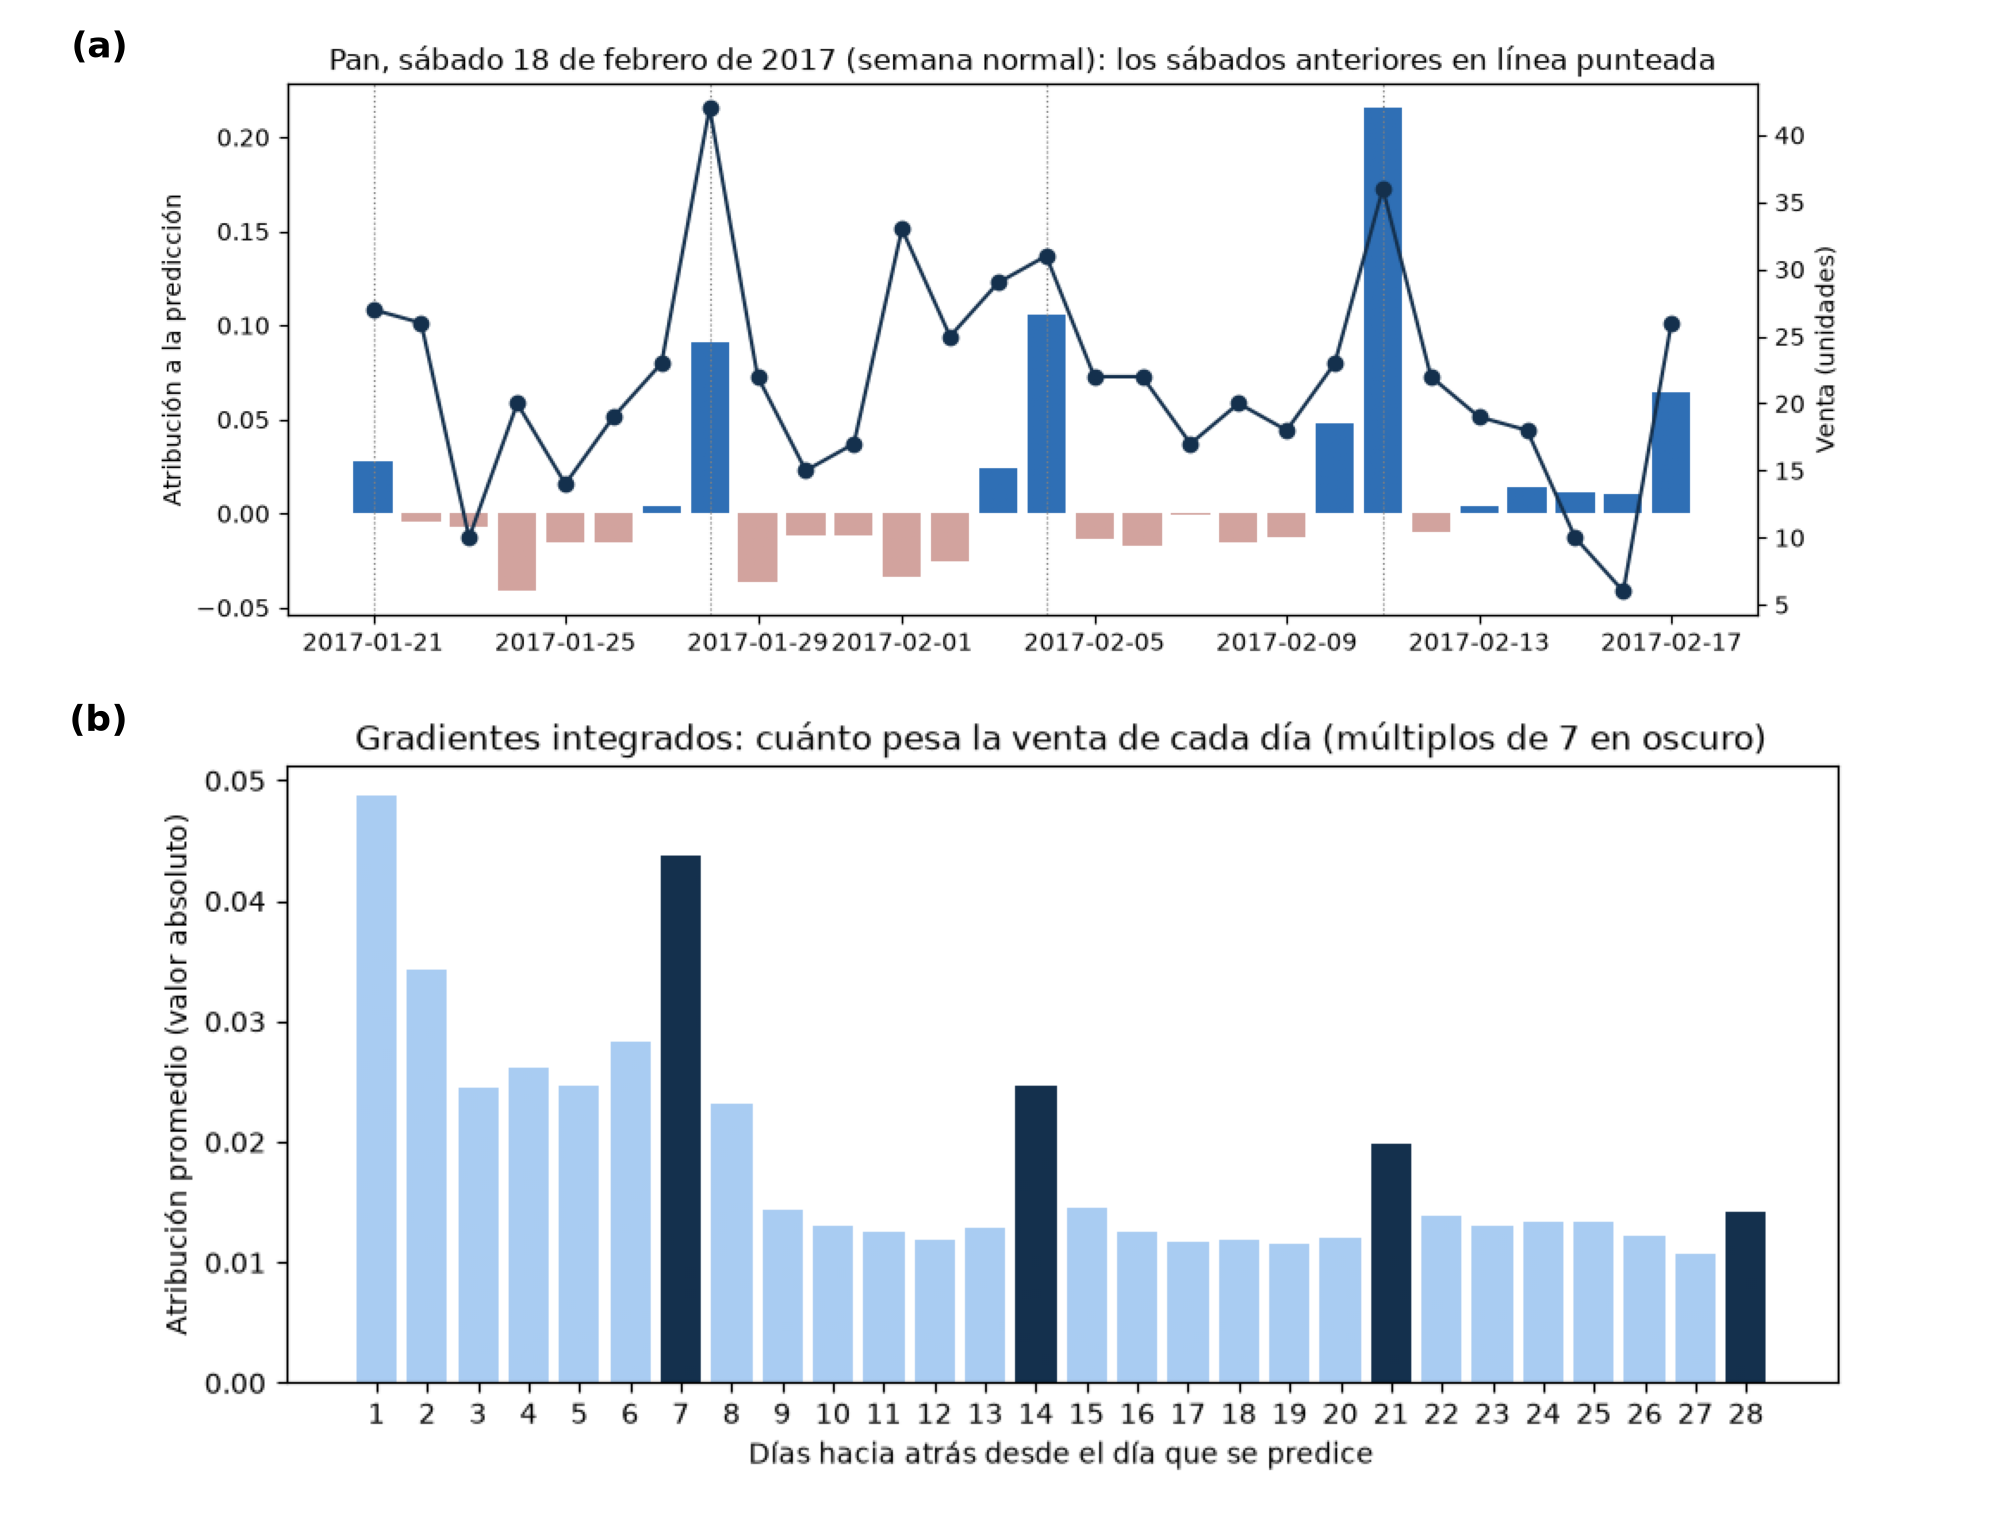 (a)
Pan, sábado 18 de febrero de 2017 (semana normal): los sábados anteriores en línea punteada
Atribución a la predicción
0.20
0.15
0.10
0.05
0.00
−0.05
40
35
30
25
20
15
10
5
Venta (unidades)
2017-01-21 2017-01-25 2017-01-29 2017-02-01 2017-02-05 2017-02-09 2017-02-13 2017-02-17
(b)
Gradientes integrados: cuánto pesa la venta de cada día (múltiplos de 7 en oscuro)
Atribución promedio (valor absoluto)
0.05
0.04
0.03
0.02
0.01
0.00
1 2 3 4 5 6 7 8 9 10 11 12 13 14 15 16 17 18 19 20 21 22 23 24 25 26 27 28
Días hacia atrás desde el día que se predice